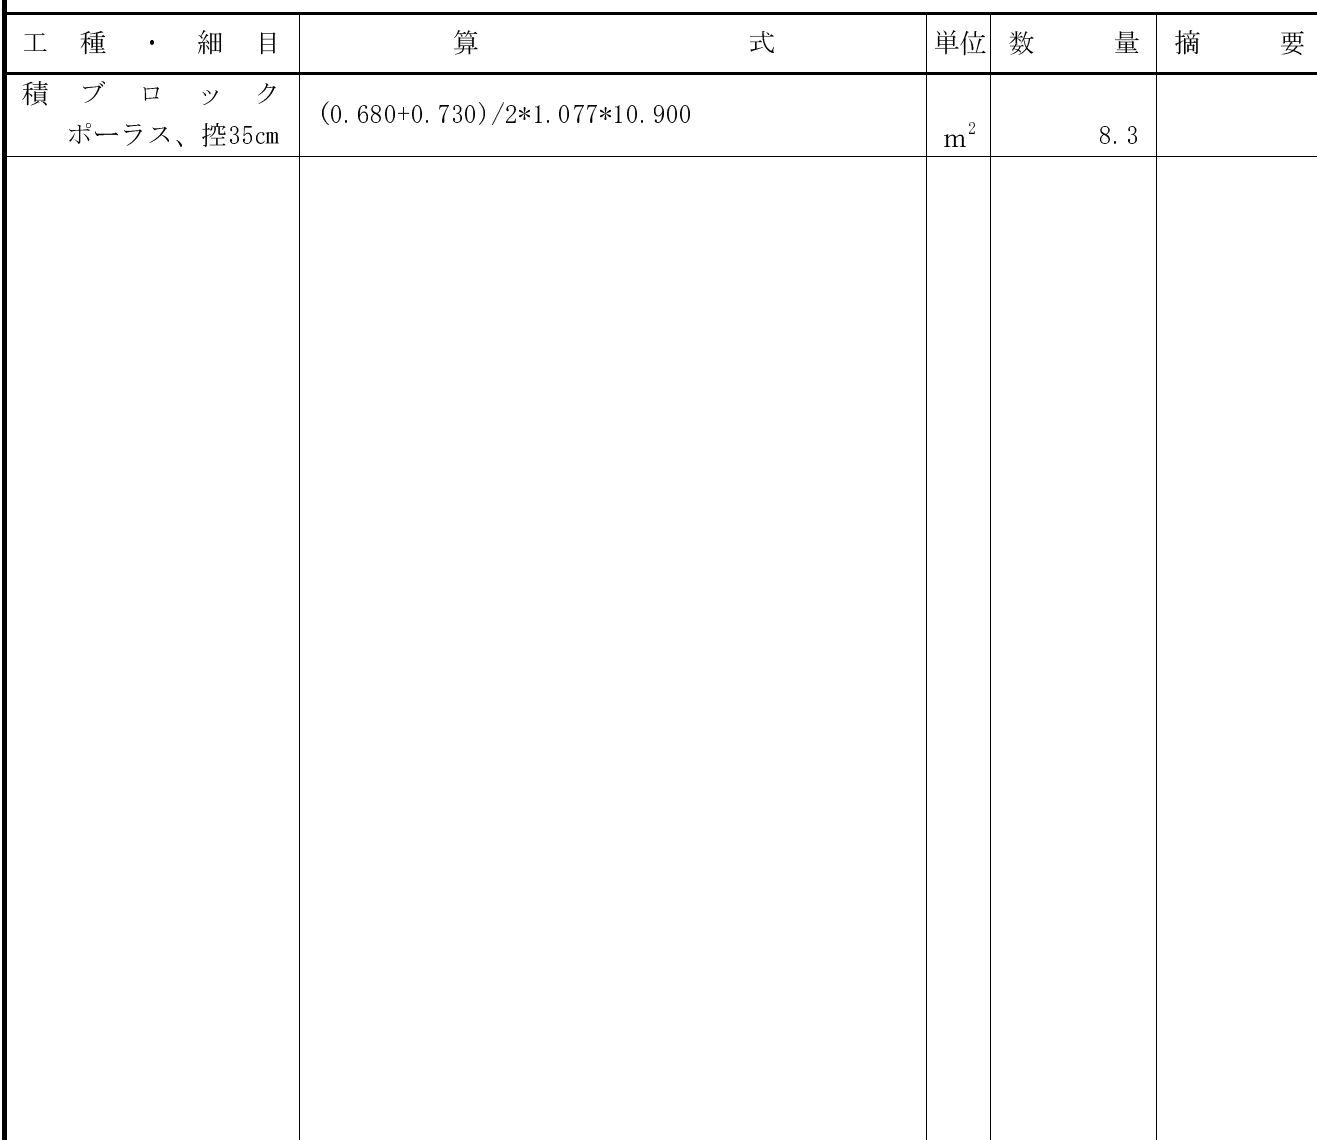 工種・細目 算式 単位 数量 摘要
積ブロック
(0.680+0.730)/2*1.077*10.900
ポーラス、控35㎝ m² 8.3